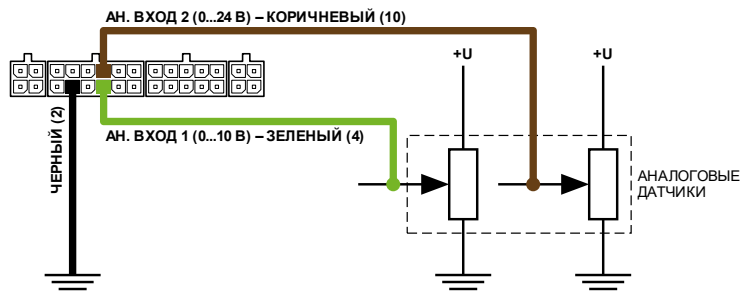 АН. ВХОД 2 (0...24 В) – КОРИЧНЕВЫЙ (10)
+U
+U
ЧЕРНЫЙ (2)
АН. ВХОД 1 (0...10 В) – ЗЕЛЕНЫЙ (4)
АНАЛОГОВЫЕ
ДАТЧИКИ